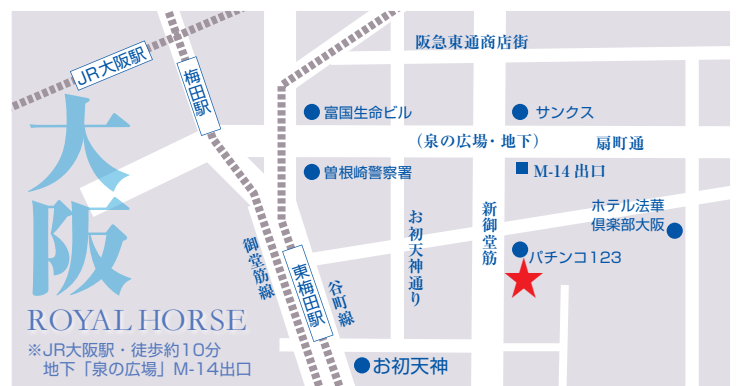 阪急東通商店街
JR大阪駅
梅田駅
富国生命ビル
サンクス
(泉の広場・地下)
扇町通
曽根崎警察署
M-14 出口
大阪
ホテル法華
倶楽部大阪
お初天神通り
新御堂筋
御堂筋線
パチンコ123
東梅田駅
谷町線
ROYAL HORSE
※JR大阪駅・徒歩約10分
地下「泉の広場」M-14出口
お初天神